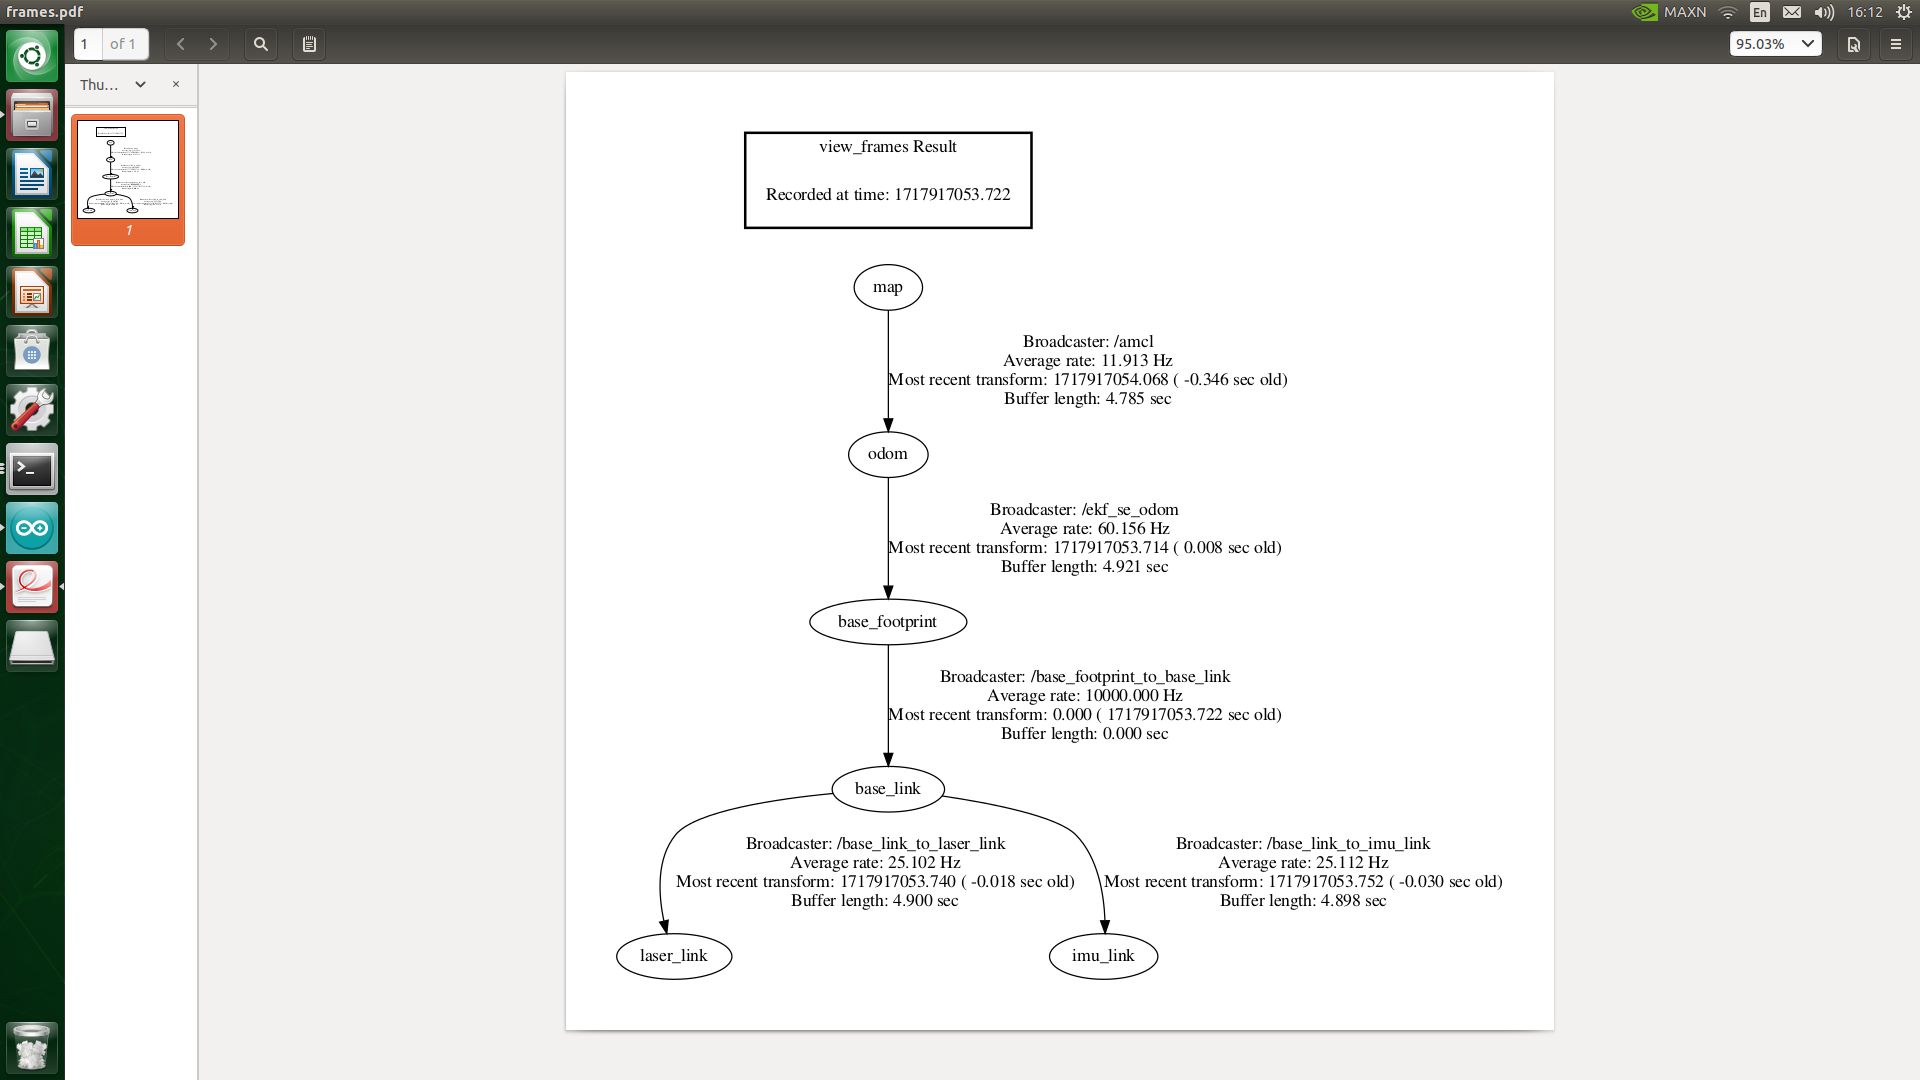 frames.pdf
MAXN
En
16:12
1
of 1
95.03%
Thu...
1
view_frames Result
Recorded at time: 1717917053.722
map
Broadcaster: /amcl
Average rate: 11.913 Hz
Most recent transform: 1717917054.068 ( -0.346 sec old)
Buffer length: 4.785 sec
odom
Broadcaster: /ekf_se_odom
Average rate: 60.156 Hz
Most recent transform: 1717917053.714 ( 0.008 sec old)
Buffer length: 4.921 sec
base_footprint
Broadcaster: /base_footprint_to_base_link
Average rate: 10000.000 Hz
Most recent transform: 0.000 ( 1717917053.722 sec old)
Buffer length: 0.000 sec
base_link
Broadcaster: /base_link_to_laser_link
Average rate: 25.102 Hz
Most recent transform: 1717917053.740 ( -0.018 sec old)
Buffer length: 4.900 sec
Broadcaster: /base_link_to_imu_link
Average rate: 25.112 Hz
Most recent transform: 1717917053.752 ( -0.030 sec old)
Buffer length: 4.898 sec
laser_link
imu_link